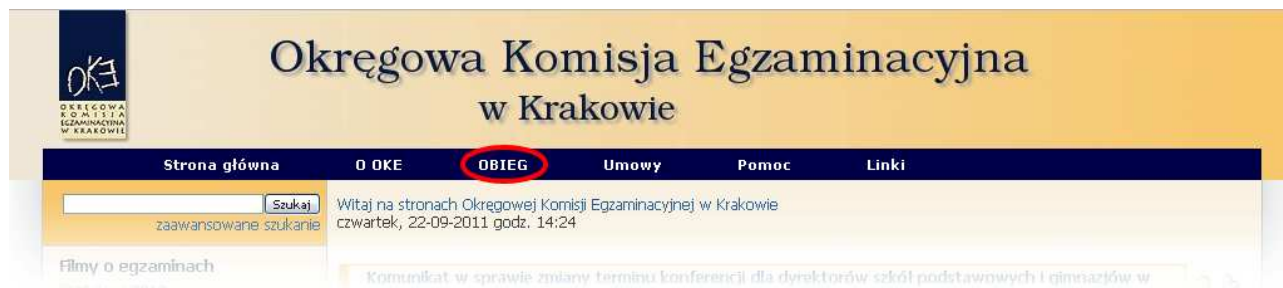 OKE
OKRĘGOWA
KOMISJA
EGZAMINACYJNA
W KRAKOWIE
Okręgowa Komisja Egzaminacyjna
w Krakowie
Strona główna O OKE OBIEG Umowy Pomoc Linki
Szukaj
zaawansowane szukanie
Witaj na stronach Okręgowej Komisji Egzaminacyjnej w Krakowie
czwartek, 22-09-2011 godz. 14:24
Filmy o egzaminach
Komunikat w sprawie zmiany terminu konferencji dla dyrektorów szkół podstawowych i gimnazjów w